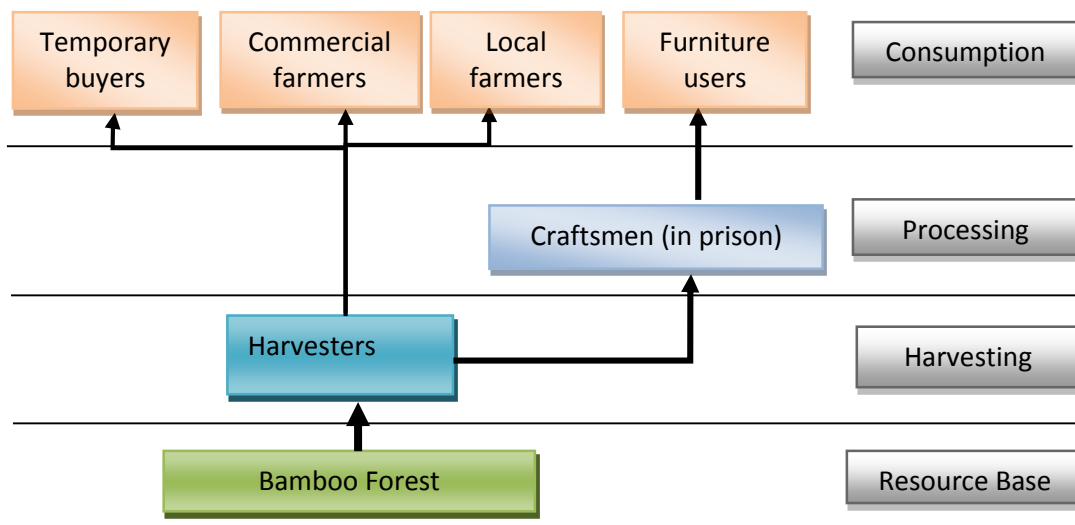 Temporary
buyers
Commercial
farmers
Local
farmers
Furniture
users
Consumption
Craftsmen (in prison)
Processing
Harvesters
Harvesting
Bamboo Forest
Resource Base